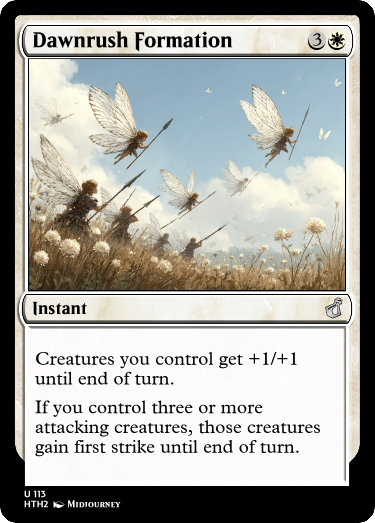 Dawnrush Formation 3
Instant
Creatures you control get +1/+1
until end of turn.
If you control three or more
attacking creatures, those creatures
gain first strike until end of turn.
U 113
HTH2 Midjourney